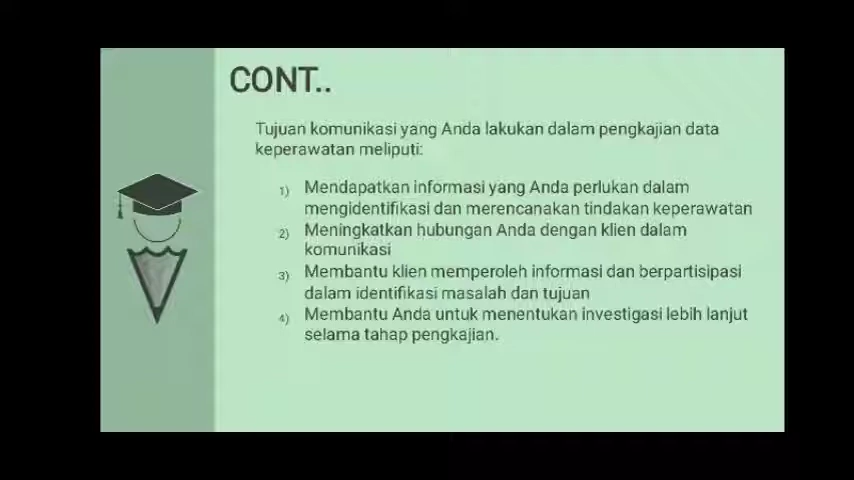 CONT..
Tujuan komunikasi yang Anda lakukan dalam pengkajian data
keperawatan meliputi:
1) Mendapatkan informasi yang Anda perlukan dalam
mengidentifikasi dan merencanakan tindakan keperawatan
2) Meningkatkan hubungan Anda dengan klien dalam
komunikasi
3) Membantu klien memperoleh informasi dan berpartisipasi
dalam identifikasi masalah dan tujuan
4) Membantu Anda untuk menentukan investigasi lebih lanjut
selama tahap pengkajian.